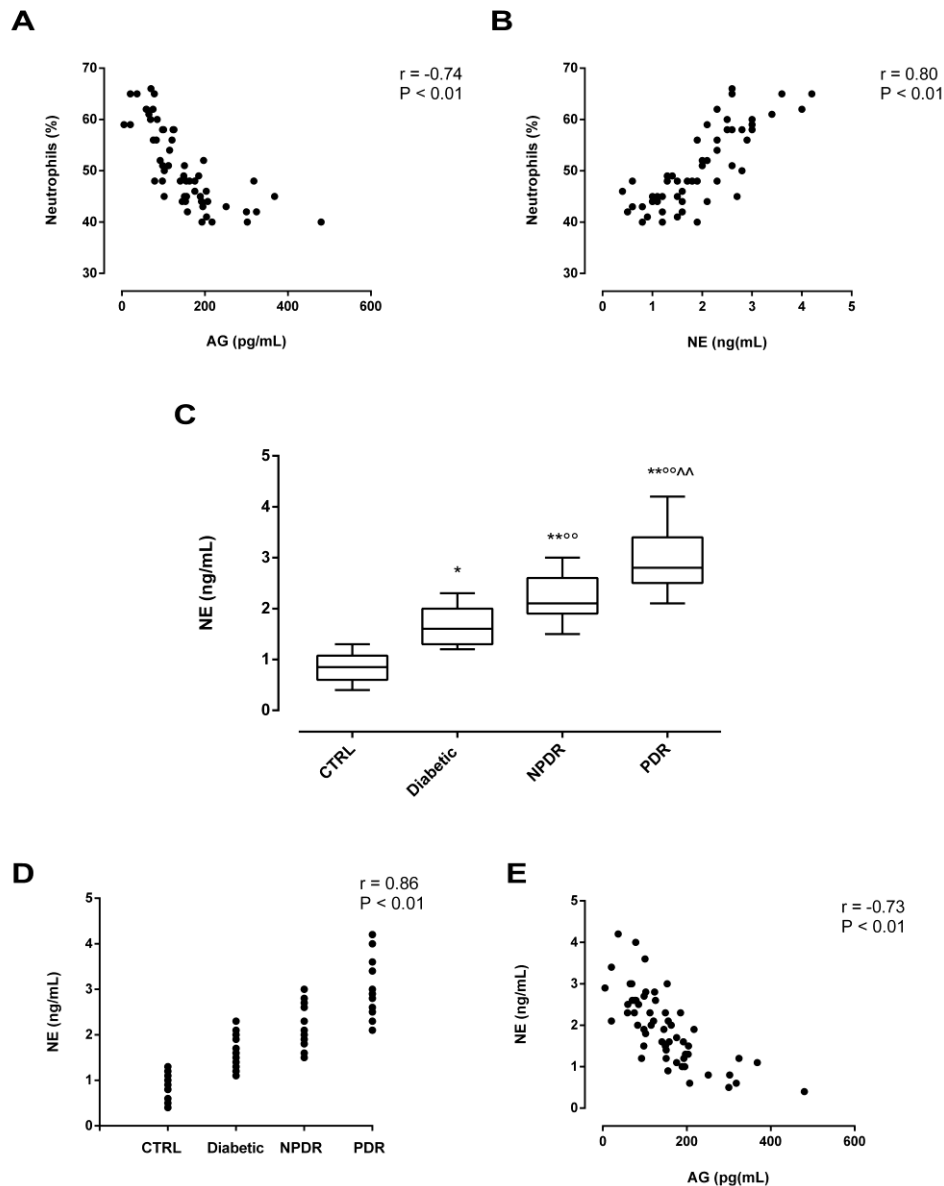 A
r = -0.74
P < 0.01
70
60
50
40
30
Neutrophils (%)
0
200
400
600
AG (pg/mL)
B
r = 0.80
P < 0.01
70
60
50
40
30
Neutrophils (%)
0
1
2
3
4
5
NE (ng(mL)
C
5
4
3
2
1
0
NE (ng/mL)
*
**°°
**°°^^
CTRL
Diabetic
NPDR
PDR
D
r = 0.86
P < 0.01
5
4
3
2
1
0
NE (ng/mL)
CTRL
Diabetic
NPDR
PDR
E
r = -0.73
P < 0.01
5
4
3
2
1
0
NE (ng/mL)
0
200
400
600
AG (pg(mL)